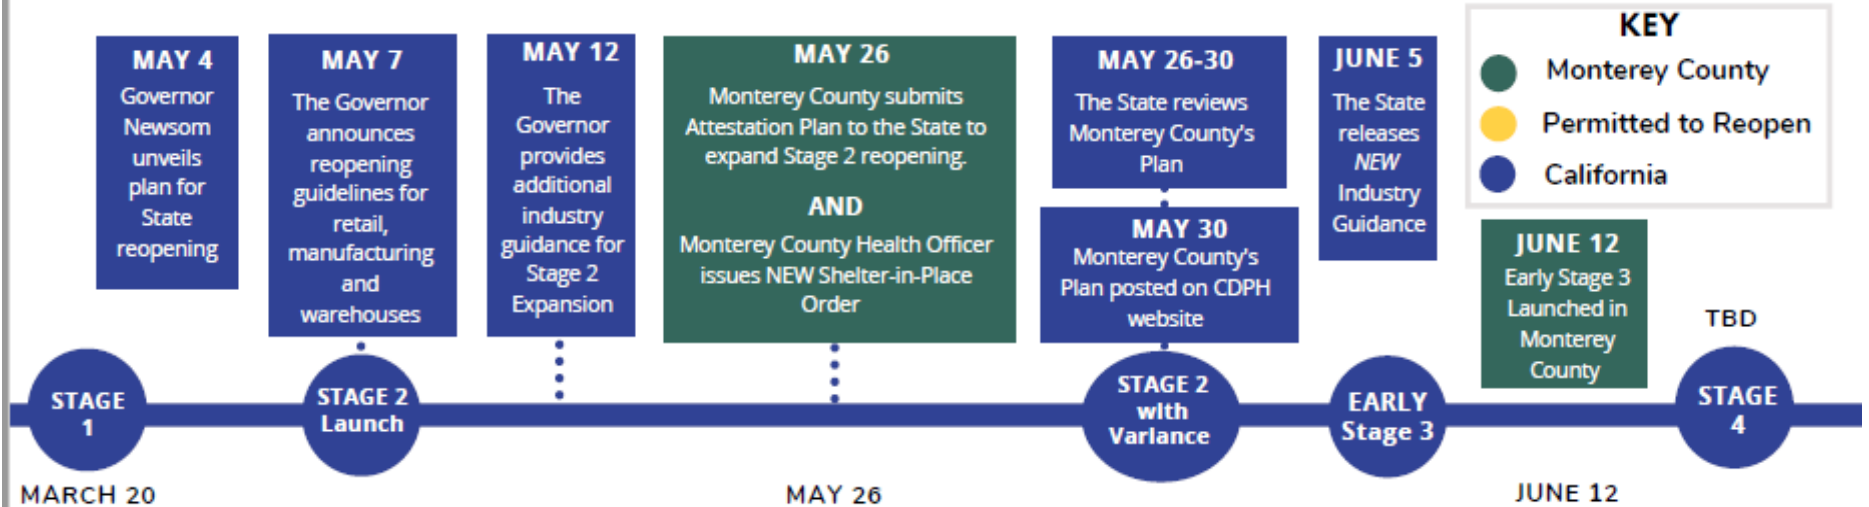 MAY 4
Governor
Newsom
unveils
plan for
State
reopening
MAY 7
The Governor
announces
reopening
guidelines for
retail,
manufacturing
and
warehouses
MAY 12
The
Governor
provides
additional
industry
guidance for
Stage 2
Expansion
MAY 26
Monterey County submits
Attestation Plan to the State to
expand Stage 2 reopening.
AND
Monterey County Health Officer
issues NEW Shelter-in-Place
Order
MAY 26-30
The State reviews
Monterey County's
Plan
MAY 30
Monterey County's
Plan posted on CDPH
website
JUNE 5
The State
releases
NEW
Industry
Guidance
KEY
Monterey County
Permitted to Reopen
California
JUNE 12
Early Stage 3
Launched in
Monterey
County
TBD
STAGE
1
STAGE 2
Launch
STAGE 2
with
Variance
EARLY
Stage 3
STAGE
4
MARCH 20
MAY 26
JUNE 12